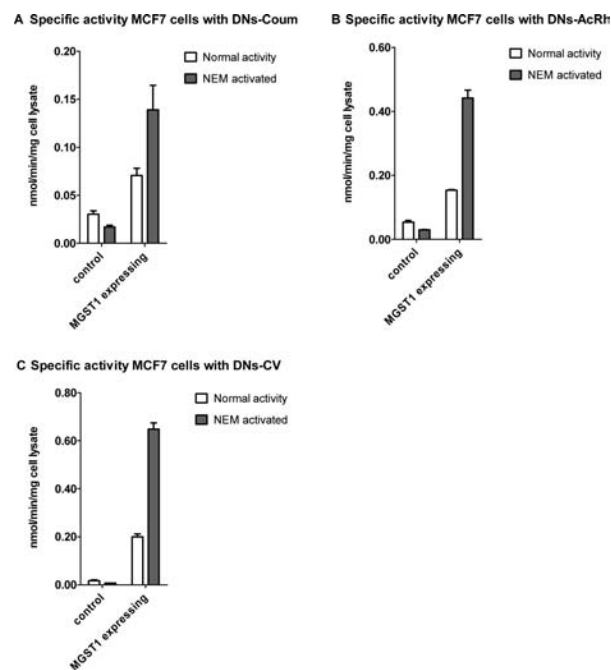 A Specific activity MCF7 cells with DNs-Coum
nmol/min/mg cell lysate
0.20
0.15
0.10
0.05
0.00
control
MGST1 expressing
Normal activity
NEM activated
B Specific activity MCF7 cells with DNs-AcRh
nmol/min/mg cell lysate
0.60
0.40
0.20
0.00
control
MGST1 expressing
Normal activity
NEM activated
C Specific activity MCF7 cells with DNs-CV
nmol/min/mg cell lysate
0.80
0.60
0.40
0.20
0.00
control
MGST1 expressing
Normal activity
NEM activated